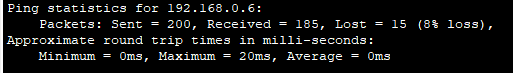 Ping statistics for 192.168.0.6:
    Packets: Sent = 200, Received = 185, Lost = 15 (8% loss),
Approximate round trip times in milli-seconds:
    Minimum = 0ms, Maximum = 20ms, Average = 0ms